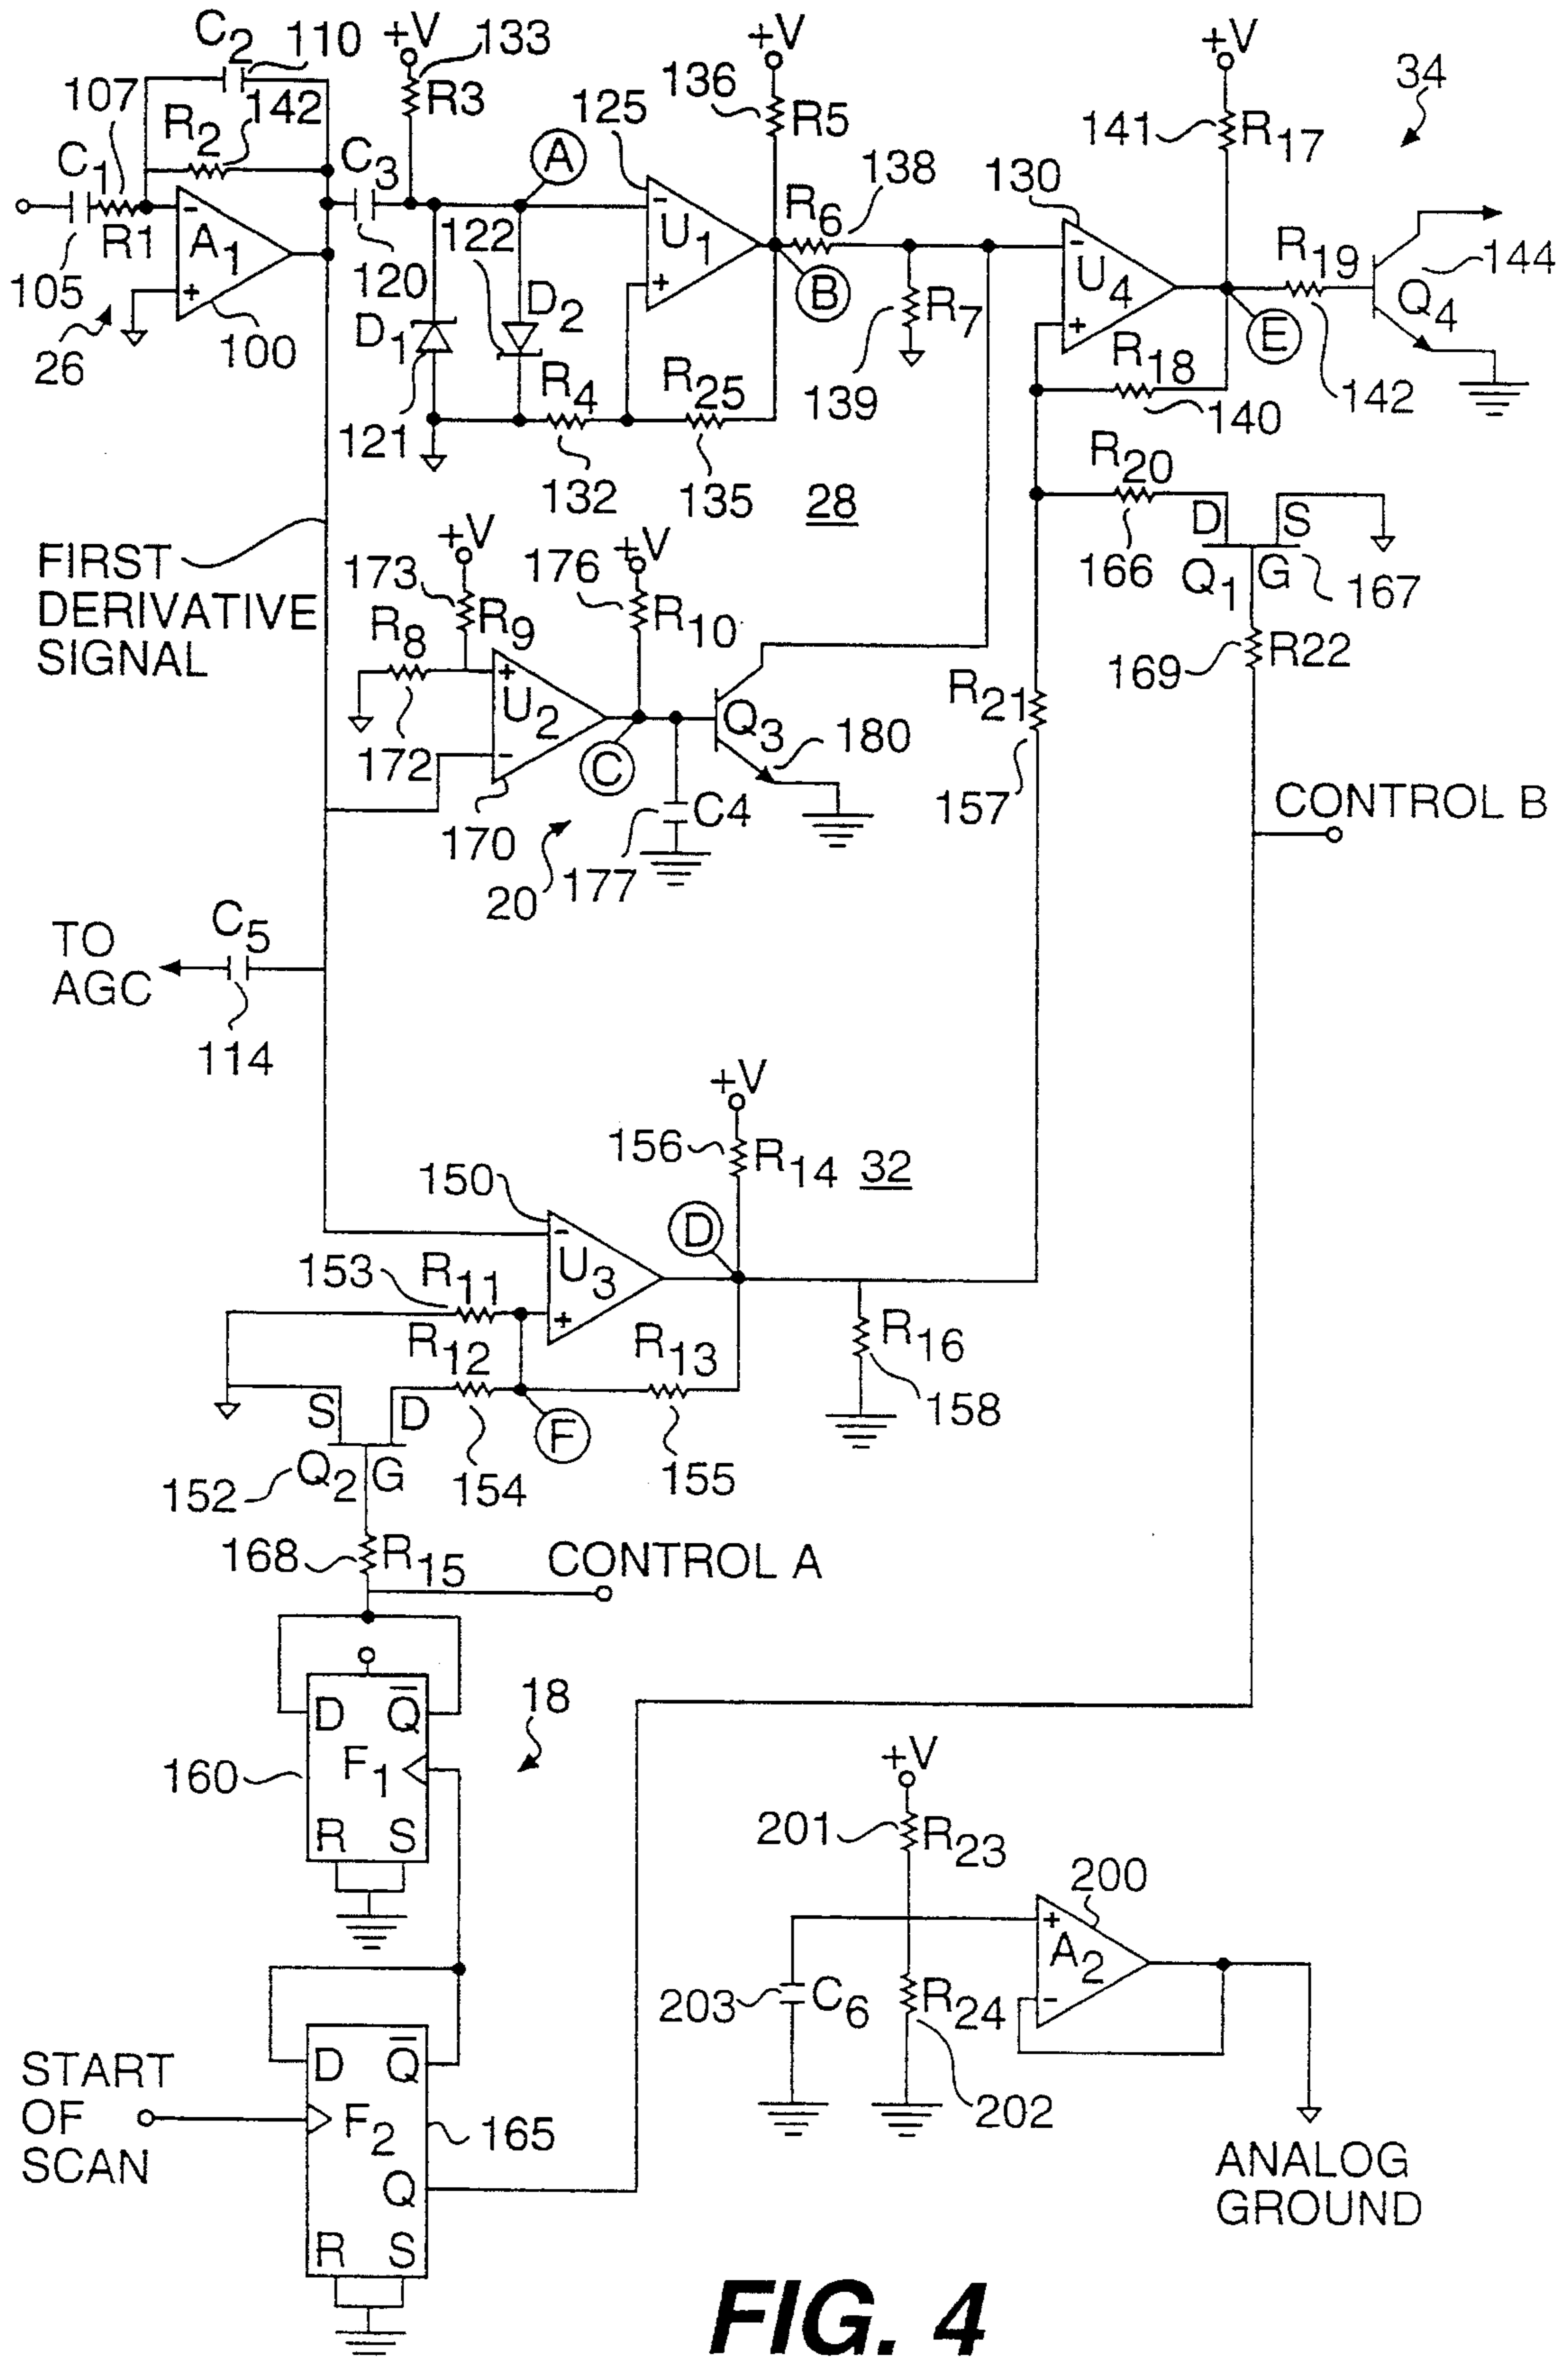 C2 110 +V 133
107 R2 142 R3
C1 C3
105 R1 - A1 +
26 100 120
A 125 +V 136 R5
- U1 +
122 D1 D2 121
R4 132 R25 135
B R6 138 R7 139
28
130 - U4 +
+V 141 R17 34
E R19 142 Q4 144
R18 140
R20 166 D S
Q1 G 167
169 R22
FIRST
DERIVATIVE
SIGNAL
+V 173 R9
R8 172
176 +V R10
+ U2 -
170 C Q3 180
20 177 C4
R21 157
CONTROL B
TO
AGC
C5
114
+V
156 R14 32
150 - U3 + D
153 R11
R12 154 R13 155
F
R16 158
S D
152 Q2 G
168 R15
CONTROL A
D Q̅
160 F1
R S
18
+V
201 R23
200
+ A2 -
203 C6 R24 202
START
OF
SCAN
D Q̅
F2 165
Q
R S
ANALOG
GROUND
FIG. 4